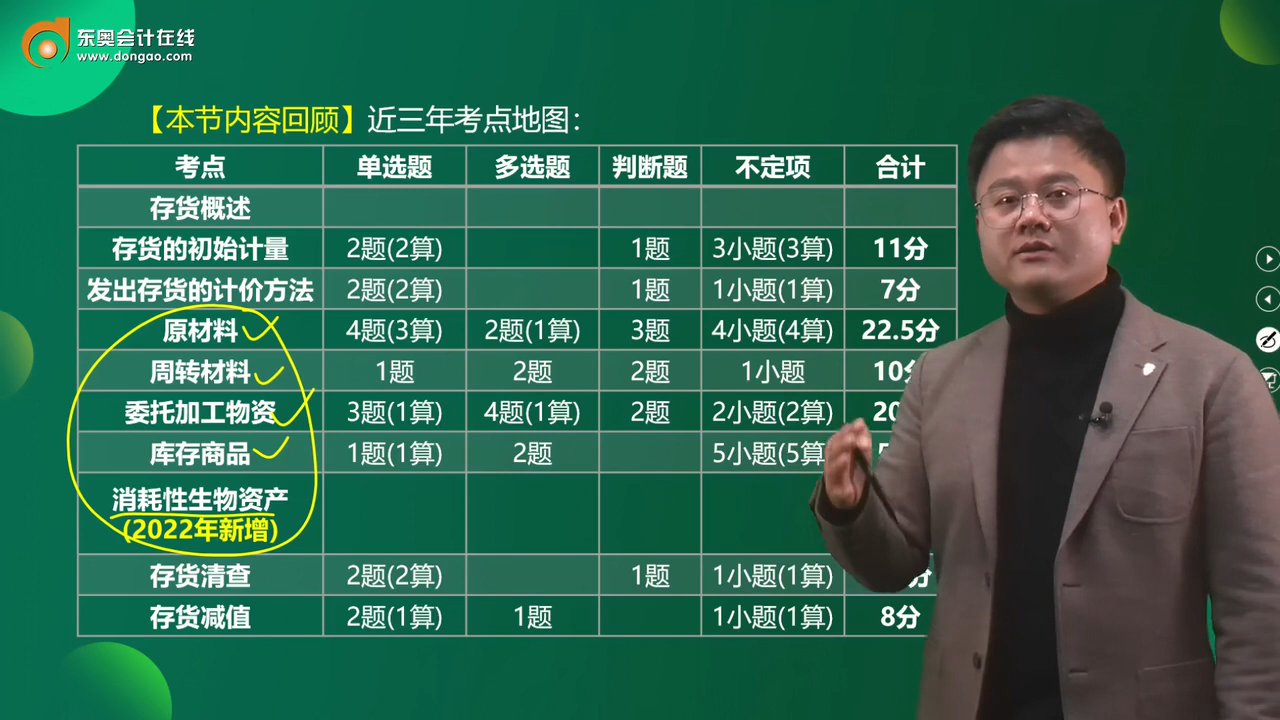 东奥会计在线
www.dongao.com
【本节内容回顾】近三年考点地图：
考点 单选题 多选题 判断题 不定项 合计
存货概述
存货的初始计量 2题(2算) 1题 3小题(3算) 11分
发出存货的计价方法 2题(2算) 1题 1小题(1算) 7分
原材料 4题(3算) 2题(1算) 3题 4小题(4算) 22.5分
周转材料 1题 2题 2题 1小题 10分
委托加工物资 3题(1算) 4题(1算) 2题 2小题(2算) 20
库存商品 1题(1算) 2题 5小题(5算
消耗性生物资产
(2022年新增)
存货清查 2题(2算) 1题 1小题(1算) 分
存货减值 2题(1算) 1题 1小题(1算) 8分